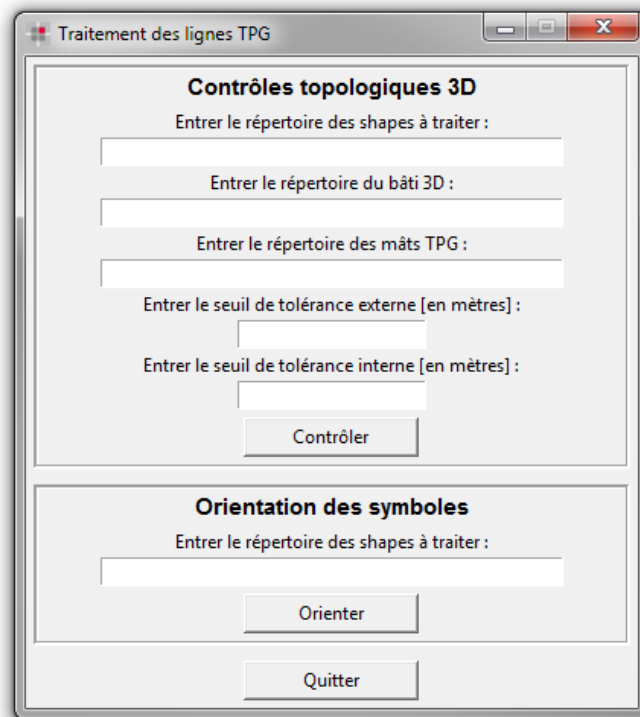 Traitement des lignes TPG
Contrôles topologiques 3D
Entrer le répertoire des shapes à traiter :
Entrer le répertoire du bâti 3D :
Entrer le répertoire des mâts TPG :
Entrer le seuil de tolérance externe [en mètres] :
Entrer le seuil de tolérance interne [en mètres] :
Contrôler
Orientation des symboles
Entrer le répertoire des shapes à traiter :
Orienter
Quitter